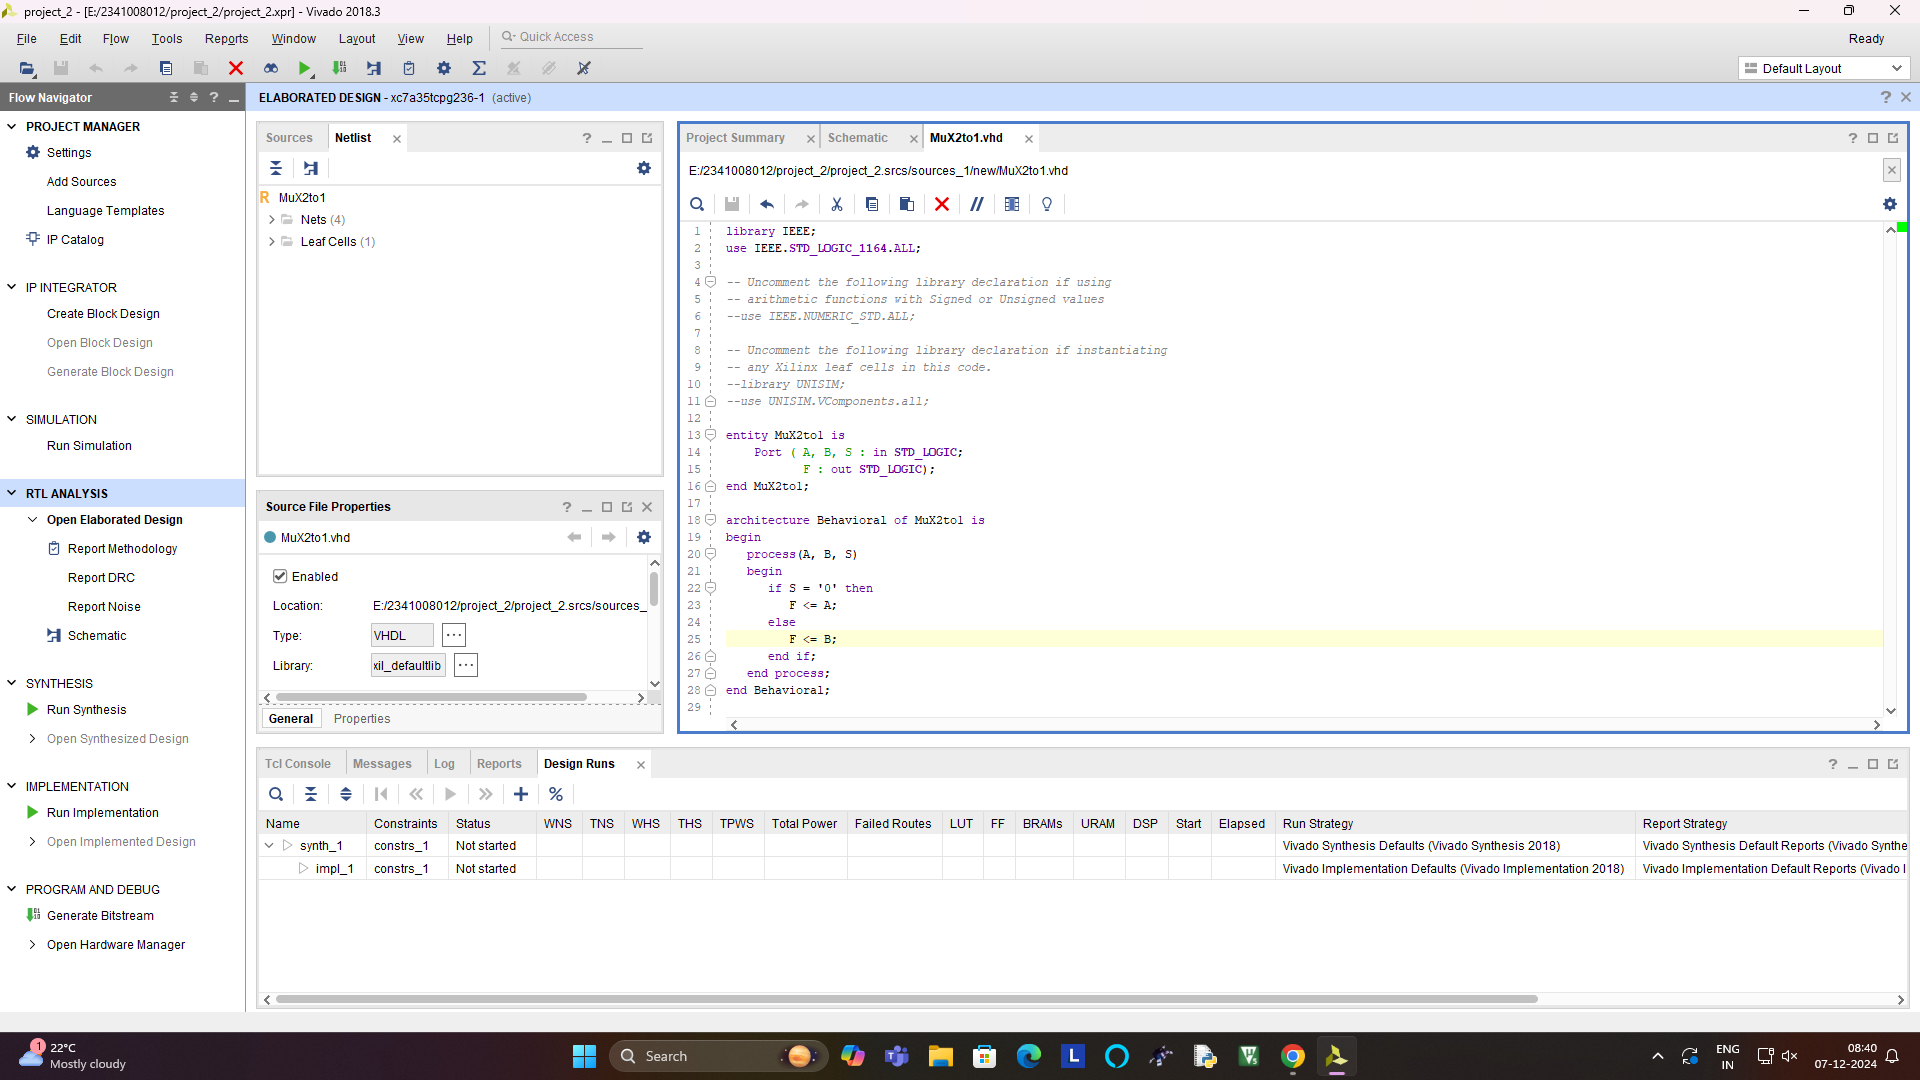 project_2 - [E:/2341008012/project_2/project_2.xpr] - Vivado 2018.3
File Edit Flow Tools Reports Window Layout View Help Quick Access Ready
Default Layout
Flow Navigator
ELABORATED DESIGN - xc7a35tcpg236-1 (active)
PROJECT MANAGER
Settings
Add Sources
Language Templates
IP Catalog
IP INTEGRATOR
Create Block Design
Open Block Design
Generate Block Design
SIMULATION
Run Simulation
RTL ANALYSIS
Open Elaborated Design
Report Methodology
Report DRC
Report Noise
Schematic
SYNTHESIS
Run Synthesis
Open Synthesized Design
IMPLEMENTATION
Run Implementation
Open Implemented Design
PROGRAM AND DEBUG
Generate Bitstream
Open Hardware Manager
Sources Netlist
MuX2to1
Nets (4)
Leaf Cells (1)
Source File Properties
MuX2to1.vhd
Enabled
Location: E:/2341008012/project_2/project_2.srcs/sources_
Type: VHDL
Library: xil_defaultlib
General Properties
Project Summary Schematic MuX2to1.vhd
E:/2341008012/project_2/project_2.srcs/sources_1/new/MuX2to1.vhd
1 library IEEE;
2 use IEEE.STD_LOGIC_1164.ALL;
3
4 -- Uncomment the following library declaration if using
5 -- arithmetic functions with Signed or Unsigned values
6 --use IEEE.NUMERIC_STD.ALL;
7
8 -- Uncomment the following library declaration if instantiating
9 -- any Xilinx leaf cells in this code.
10 --library UNISIM;
11 --use UNISIM.VComponents.all;
12
13 entity MuX2to1 is
14 Port ( A, B, S : in STD_LOGIC;
15 F : out STD_LOGIC);
16 end MuX2to1;
17
18 architecture Behavioral of MuX2to1 is
19 begin
20 process(A, B, S)
21 begin
22 if S = '0' then
23 F <= A;
24 else
25 F <= B;
26 end if;
27 end process;
28 end Behavioral;
29
Tcl Console Messages Log Reports Design Runs
Name Constraints Status WNS TNS WHS THS TPWS Total Power Failed Routes LUT FF BRAMs URAM DSP Start Elapsed Run Strategy Report Strategy
synth_1 constrs_1 Not started Vivado Synthesis Defaults (Vivado Synthesis 2018) Vivado Synthesis Default Reports (Vivado Synthe
impl_1 constrs_1 Not started Vivado Implementation Defaults (Vivado Implementation 2018) Vivado Implementation Default Reports (Vivado I
1
22°C
Mostly cloudy
Search
L
ENG
IN
08:40
07-12-2024